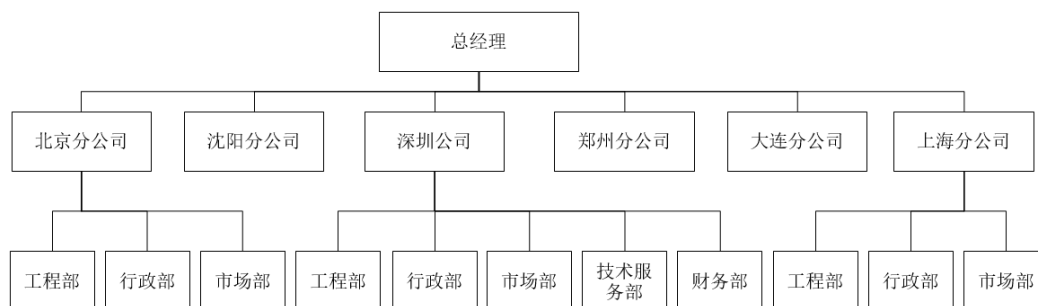 总经理
北京分公司
沈阳分公司
深圳公司
郑州分公司
大连分公司
上海分公司
工程部
行政部
市场部
工程部
行政部
市场部
技术服
务部
财务部
工程部
行政部
市场部